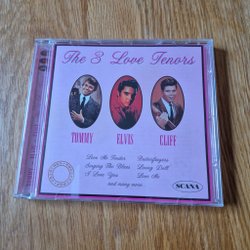 The 3 Love Tenors
TOMMY ELVIS CLIFF
Love Me Tender Butterfingers
Singing The Blues Living Doll
I Love You Love Me
and many more
SCANA